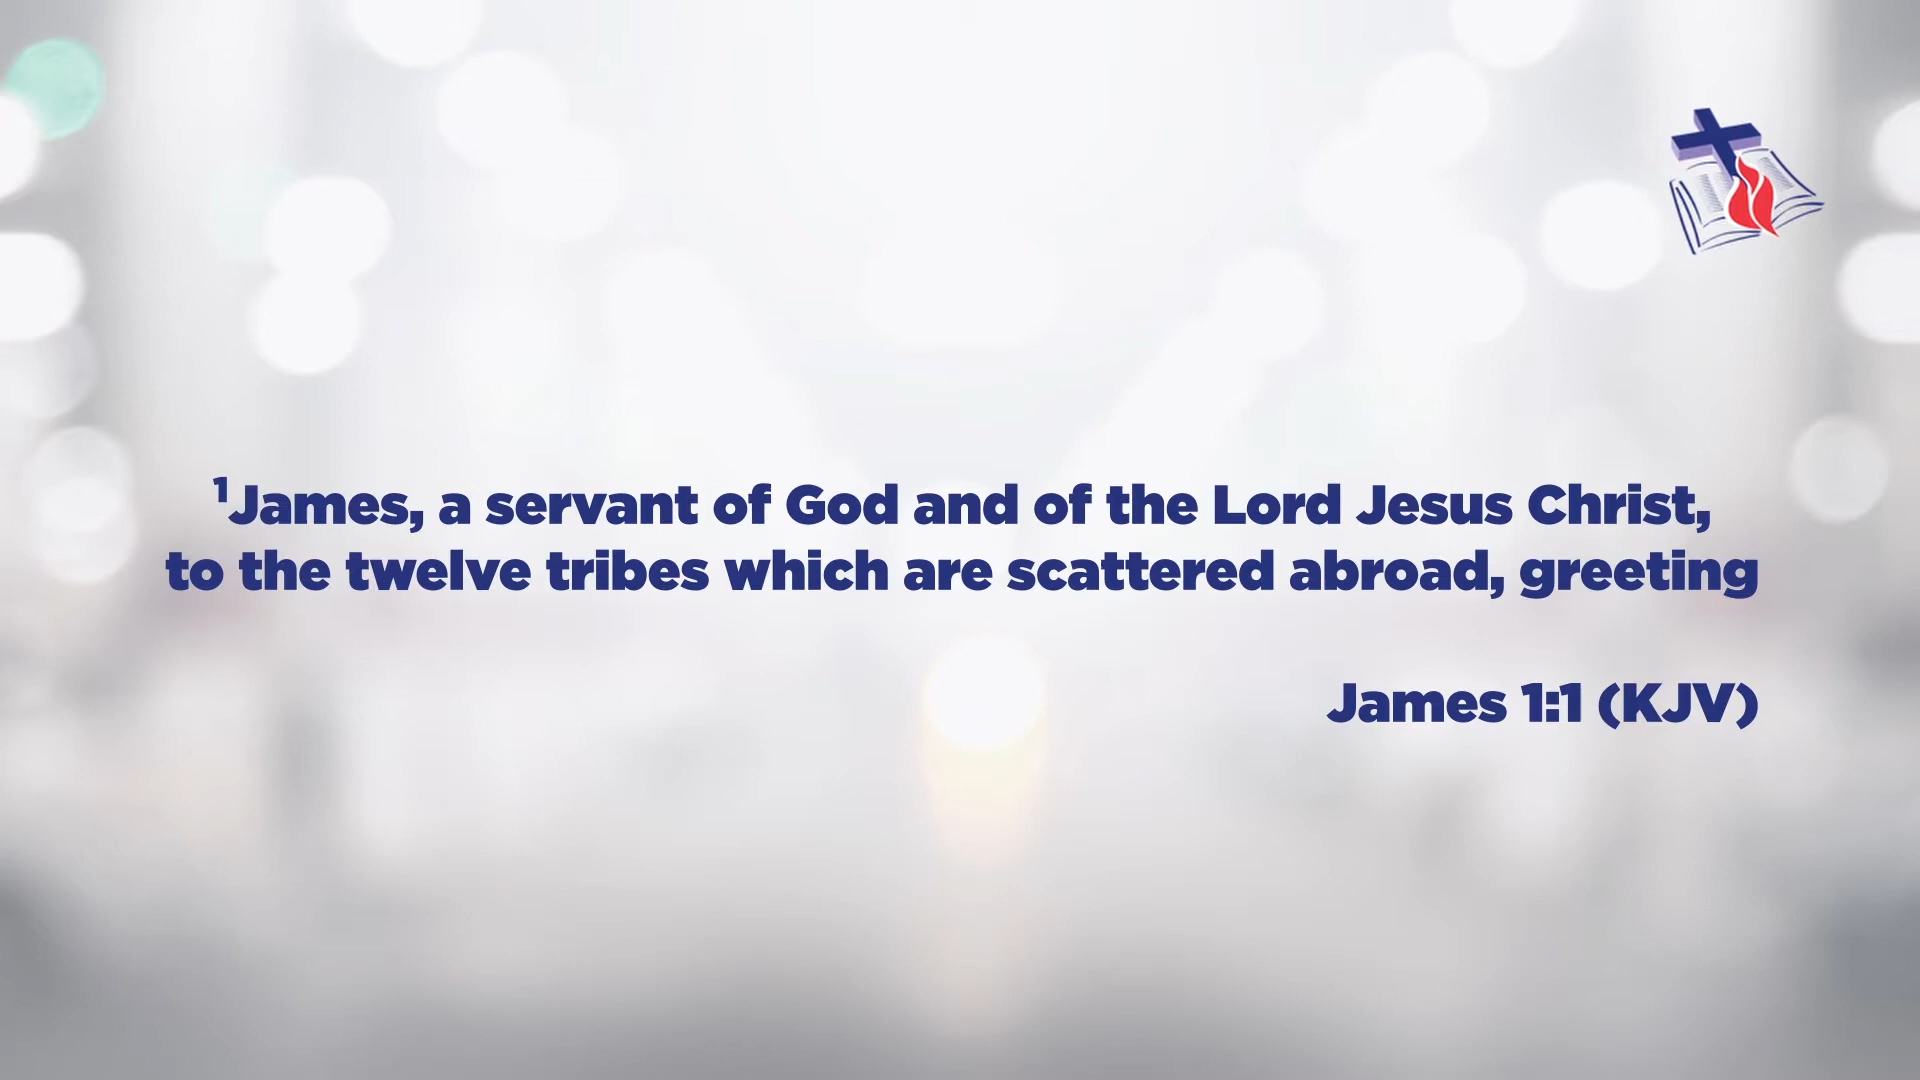 ¹James, a servant of God and of the Lord Jesus Christ,
to the twelve tribes which are scattered abroad, greeting
James 1:1 (KJV)